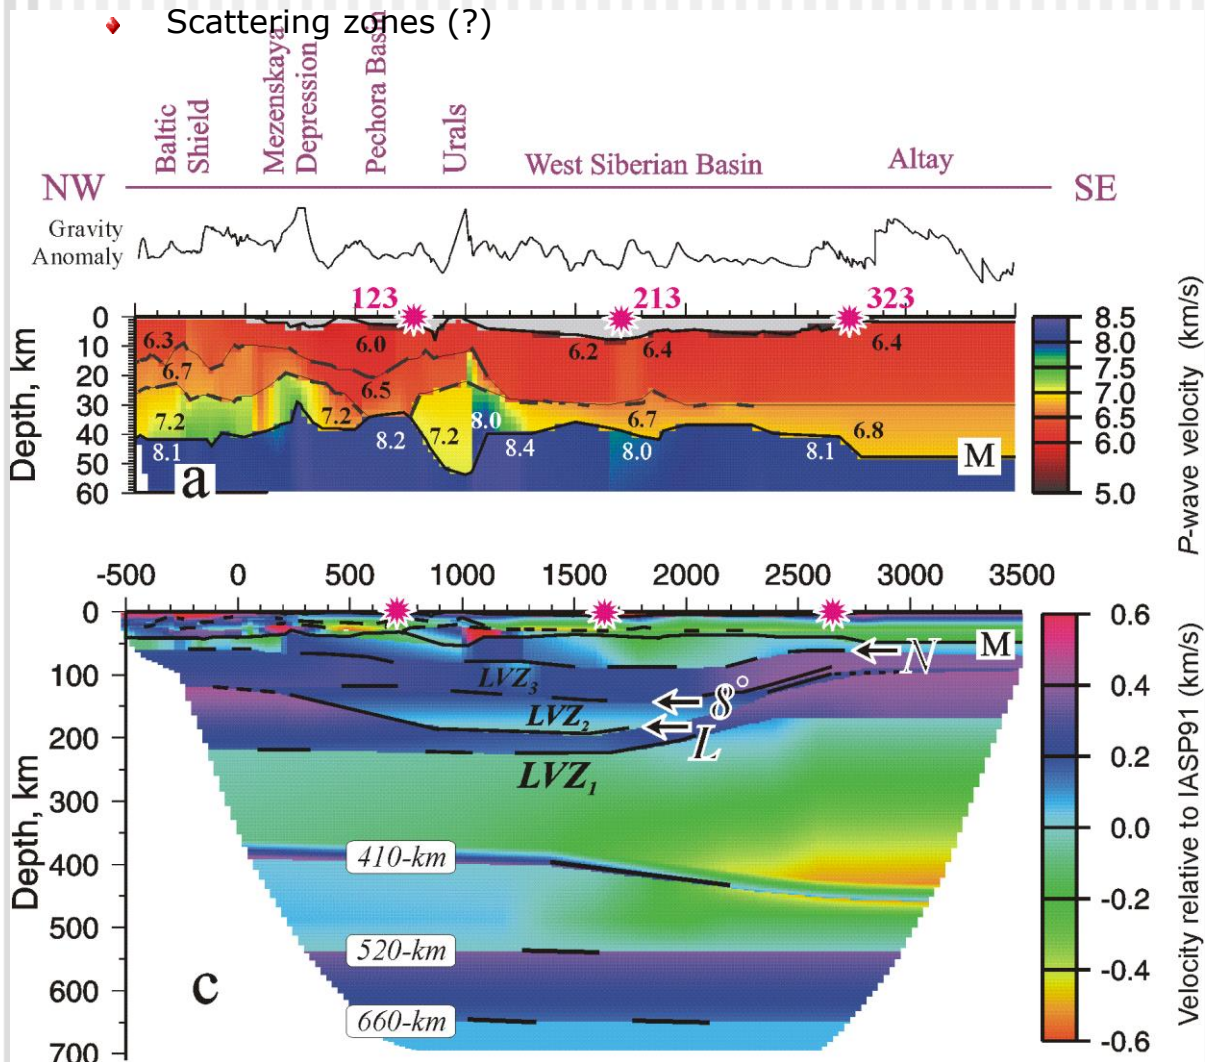 Scattering zones (?)
Baltic
Shield
Mezenskaya
Depression
Pechora Basin
Urals
West Siberian Basin
Altay
NW
SE
Gravity
Anomaly
123
213
323
Depth, km
0
10
20
30
40
50
60
6.3
6.0
6.2
6.4
6.4
6.7
6.5
7.2
7.2
8.0
6.7
6.8
8.1
8.2
7.2
8.4
8.0
8.1
M
a
8.5
8.0
7.5
7.0
6.5
6.0
5.0
P-wave velocity (km/s)
-500
0
500
1000
1500
2000
2500
3000
3500
Depth, km
0
100
200
300
400
500
600
700
M
N
LVZ3
8°
LVZ2
L
LVZ1
410-km
520-km
660-km
c
0.6
0.4
0.2
0.0
-0.2
-0.4
-0.6
Velocity relative to IASP91 (km/s)